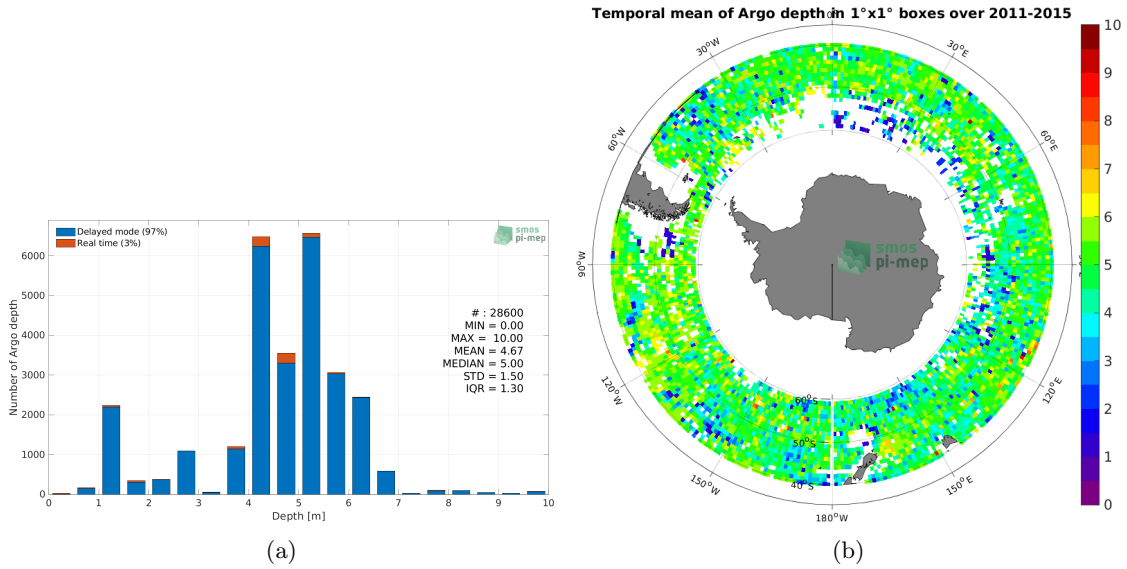 Delayed mode (97%)
Real time (3%)
smos
pi-mep
# : 28600
MIN = 0.00
MAX = 10.00
MEAN = 4.67
MEDIAN = 5.00
STD = 1.50
IQR = 1.30
Number of Argo depth
6000
5000
4000
3000
2000
1000
0
0 1 2 3 4 5 6 7 8 9 10
Depth [m]
(a)
Temporal mean of Argo depth in 1°x1° boxes over 2011-2015
30°W
30°E
60°W
60°E
90°W
smos
pi-mep
120°W
120°E
60°S
50°S
40°S
150°W
150°E
180°W
10
9
8
7
6
5
4
3
2
1
0
(b)